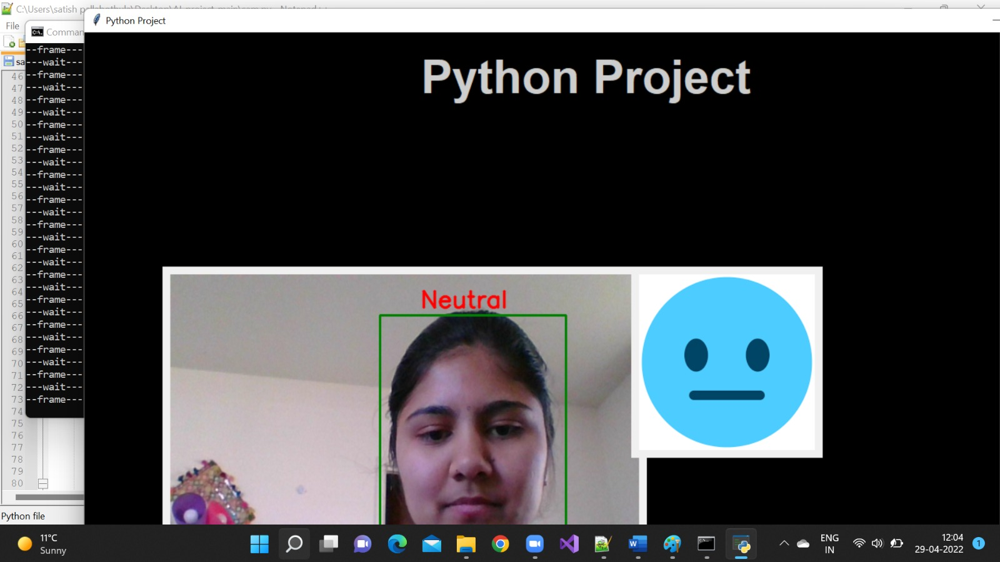 C:\Users\satish
Python Project
File
Comman
sa
Python Project
46
47
48
49
50
51
52
53
54
55
56
57
58
59
60
61
62
63
64
65
66
67
68
69
70
71
72
73
74
75
76
77
78
79
80
--frame---
---wait---
--frame---
---wait---
--frame---
---wait---
--frame---
---wait---
--frame---
---wait---
--frame---
---wait---
--frame---
---wait---
--frame---
---wait---
--frame---
---wait---
--frame---
---wait---
--frame---
---wait---
--frame---
---wait---
--frame---
---wait---
--frame---
---wait---
--frame---
Neutral
Python file
11°C
Sunny
ENG
IN
12:04
29-04-2022
1